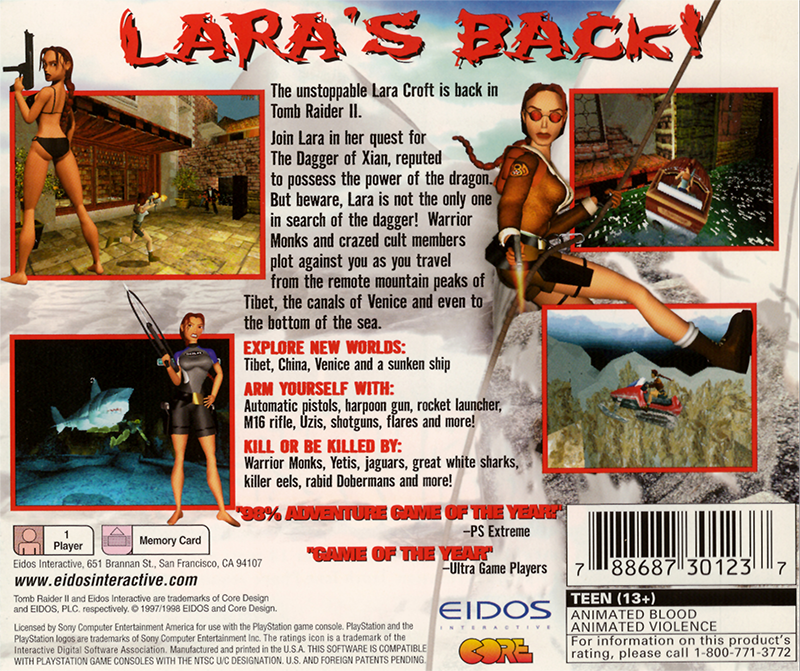 LARA'S BACK!
The unstoppable Lara Croft is back in
Tomb Raider II.
Join Lara in her quest for
The Dagger of Xian, reputed
to possess the power of the dragon.
But beware, Lara is not the only one
in search of the dagger! Warrior
Monks and crazed cult members
plot against you as you travel
from the remote mountain peaks of
Tibet, the canals of Venice and even to
the bottom of the sea.
EXPLORE NEW WORLDS:
Tibet, China, Venice and a sunken ship
ARM YOURSELF WITH:
Automatic pistols, harpoon gun, rocket launcher,
M16 rifle, Uzis, shotguns, flares and more!
KILL OR BE KILLED BY:
Warrior Monks, Yetis, jaguars, great white sharks,
killer eels, rabid Dobermans and more!
"98% ADVENTURE GAME OF THE YEAR!"
–PS Extreme
"GAME OF THE YEAR"
–Ultra Game Players
1
Player
Memory Card
Eidos Interactive, 651 Brannan St., San Francisco, CA 94107
www.eidosinteractive.com
Tomb Raider II and Eidos Interactive are trademarks of Core Design
and EIDOS, PLC. respectively. © 1997/1998 EIDOS and Core Design.
Licensed by Sony Computer Entertainment America for use with the PlayStation game console. PlayStation and the
PlayStation logos are trademarks of Sony Computer Entertainment Inc. The ratings icon is a trademark of the
Interactive Digital Software Association. Manufactured and printed in the U.S.A. THIS SOFTWARE IS COMPATIBLE
WITH PLAYSTATION GAME CONSOLES WITH THE NTSC U/C DESIGNATION. U.S. AND FOREIGN PATENTS PENDING.
EIDOS
INTERACTIVE
CORE
7 88687 30123 7
TEEN (13+)
ANIMATED BLOOD
ANIMATED VIOLENCE
For information on this product's
rating, please call 1-800-771-3772